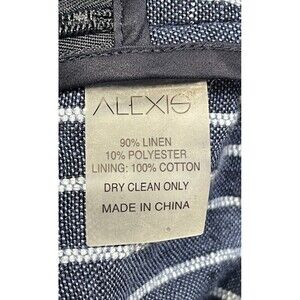 ALEXIS
90% LINEN
10% POLYESTER
LINING: 100% COTTON
DRY CLEAN ONLY
MADE IN CHINA